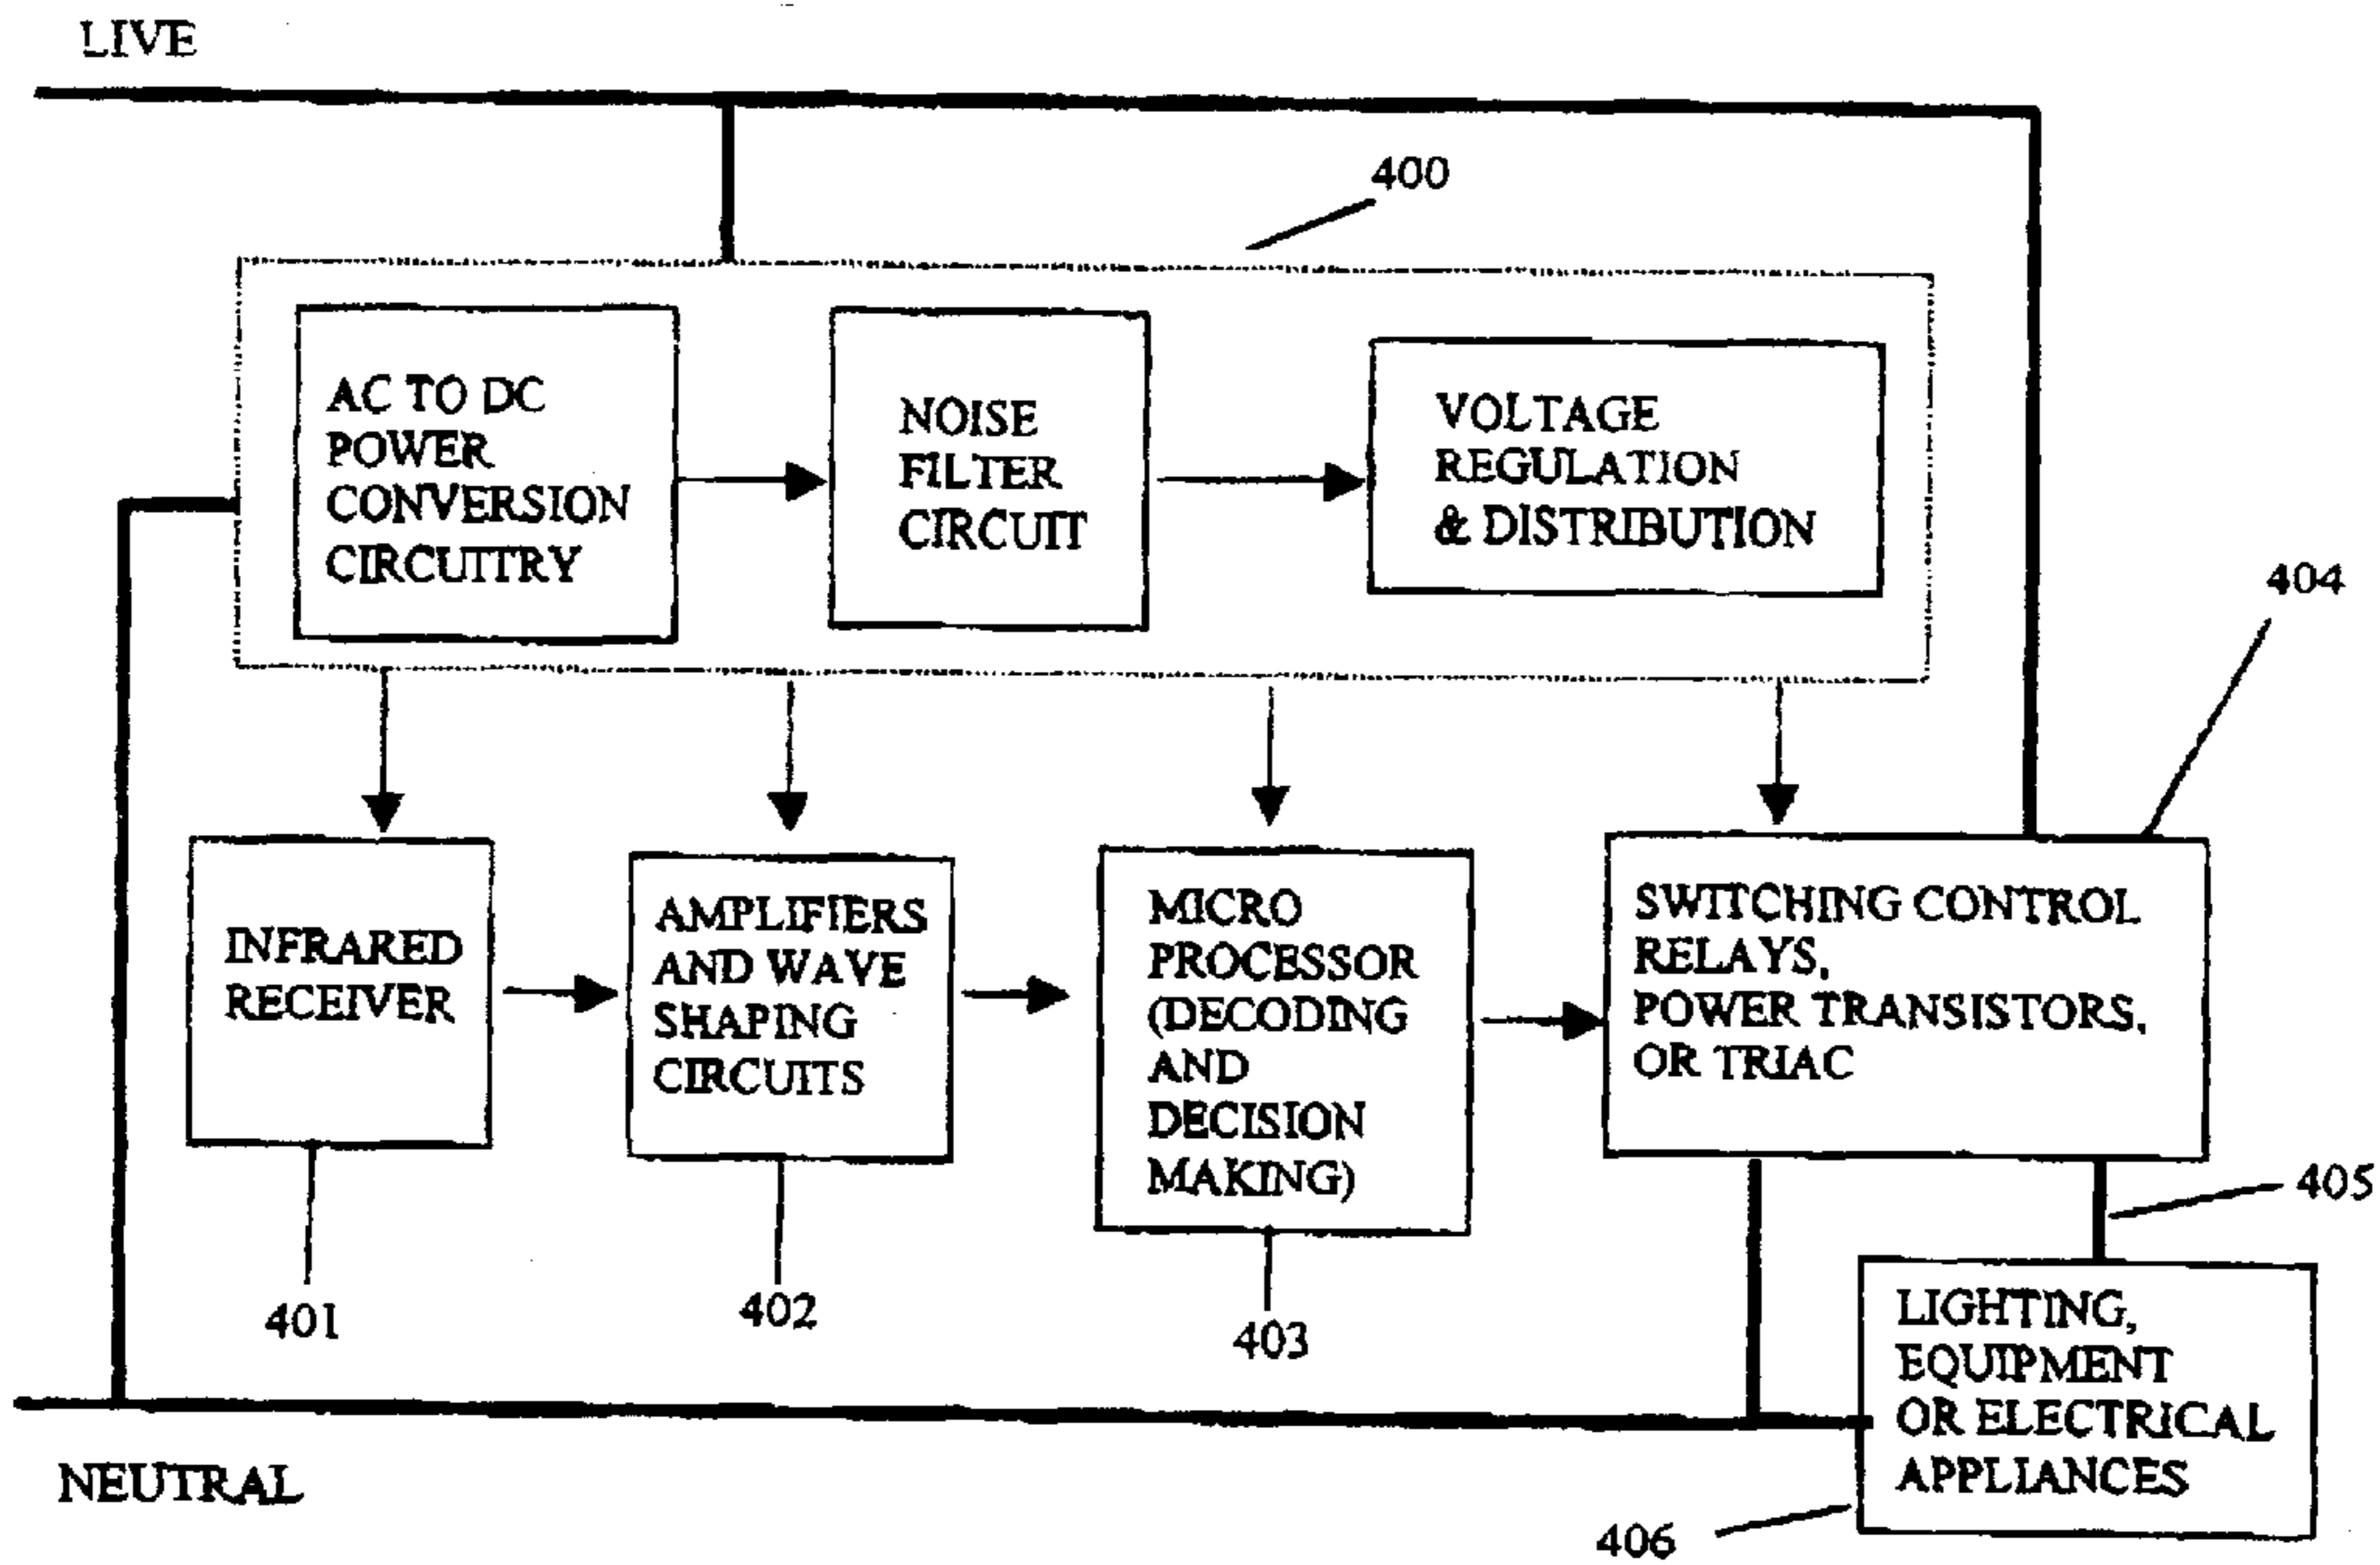 LIVE
400
AC TO DC
POWER
CONVERSION
CIRCUITRY
NOISE
FILTER
CIRCUIT
VOLTAGE
REGULATION
& DISTRIBUTION
404
INFRARED
RECEIVER
AMPLIFIERS
AND WAVE
SHAPING
CIRCUITS
MICRO
PROCESSOR
(DECODING
AND
DECISION
MAKING)
SWITCHING CONTROL
RELAYS,
POWER TRANSISTORS,
OR TRIAC
405
401
402
403
LIGHTING,
EQUIPMENT
OR ELECTRICAL
APPLIANCES
NEUTRAL
406